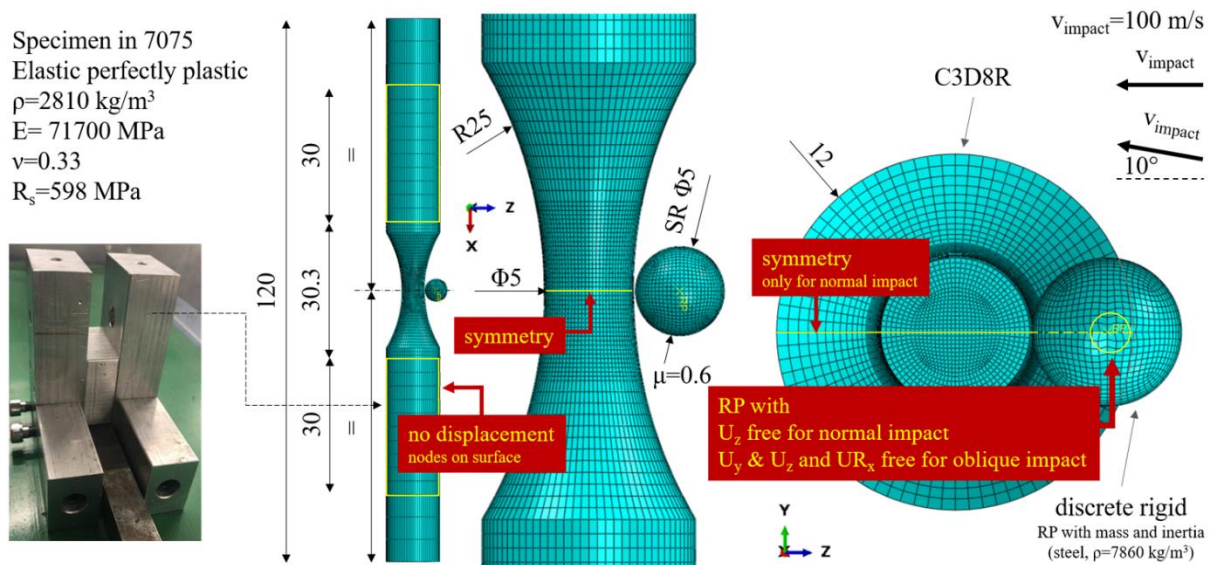 Specimen in 7075
Elastic perfectly plastic
ρ=2810 kg/m³
E= 71700 MPa
ν=0.33
Rs=598 MPa
120
30
=
30.3
30
=
Z
X
no displacement
nodes on surface
R25
Φ5
symmetry
SR Φ5
RP
μ=0.6
C3D8R
12
vimpact=100 m/s
vimpact
vimpact
10°
symmetry
only for normal impact
RP with
Uz free for normal impact
Uy & Uz and URx free for oblique impact
Y
X
Z
discrete rigid
RP with mass and inertia
(steel, ρ=7860 kg/m³)